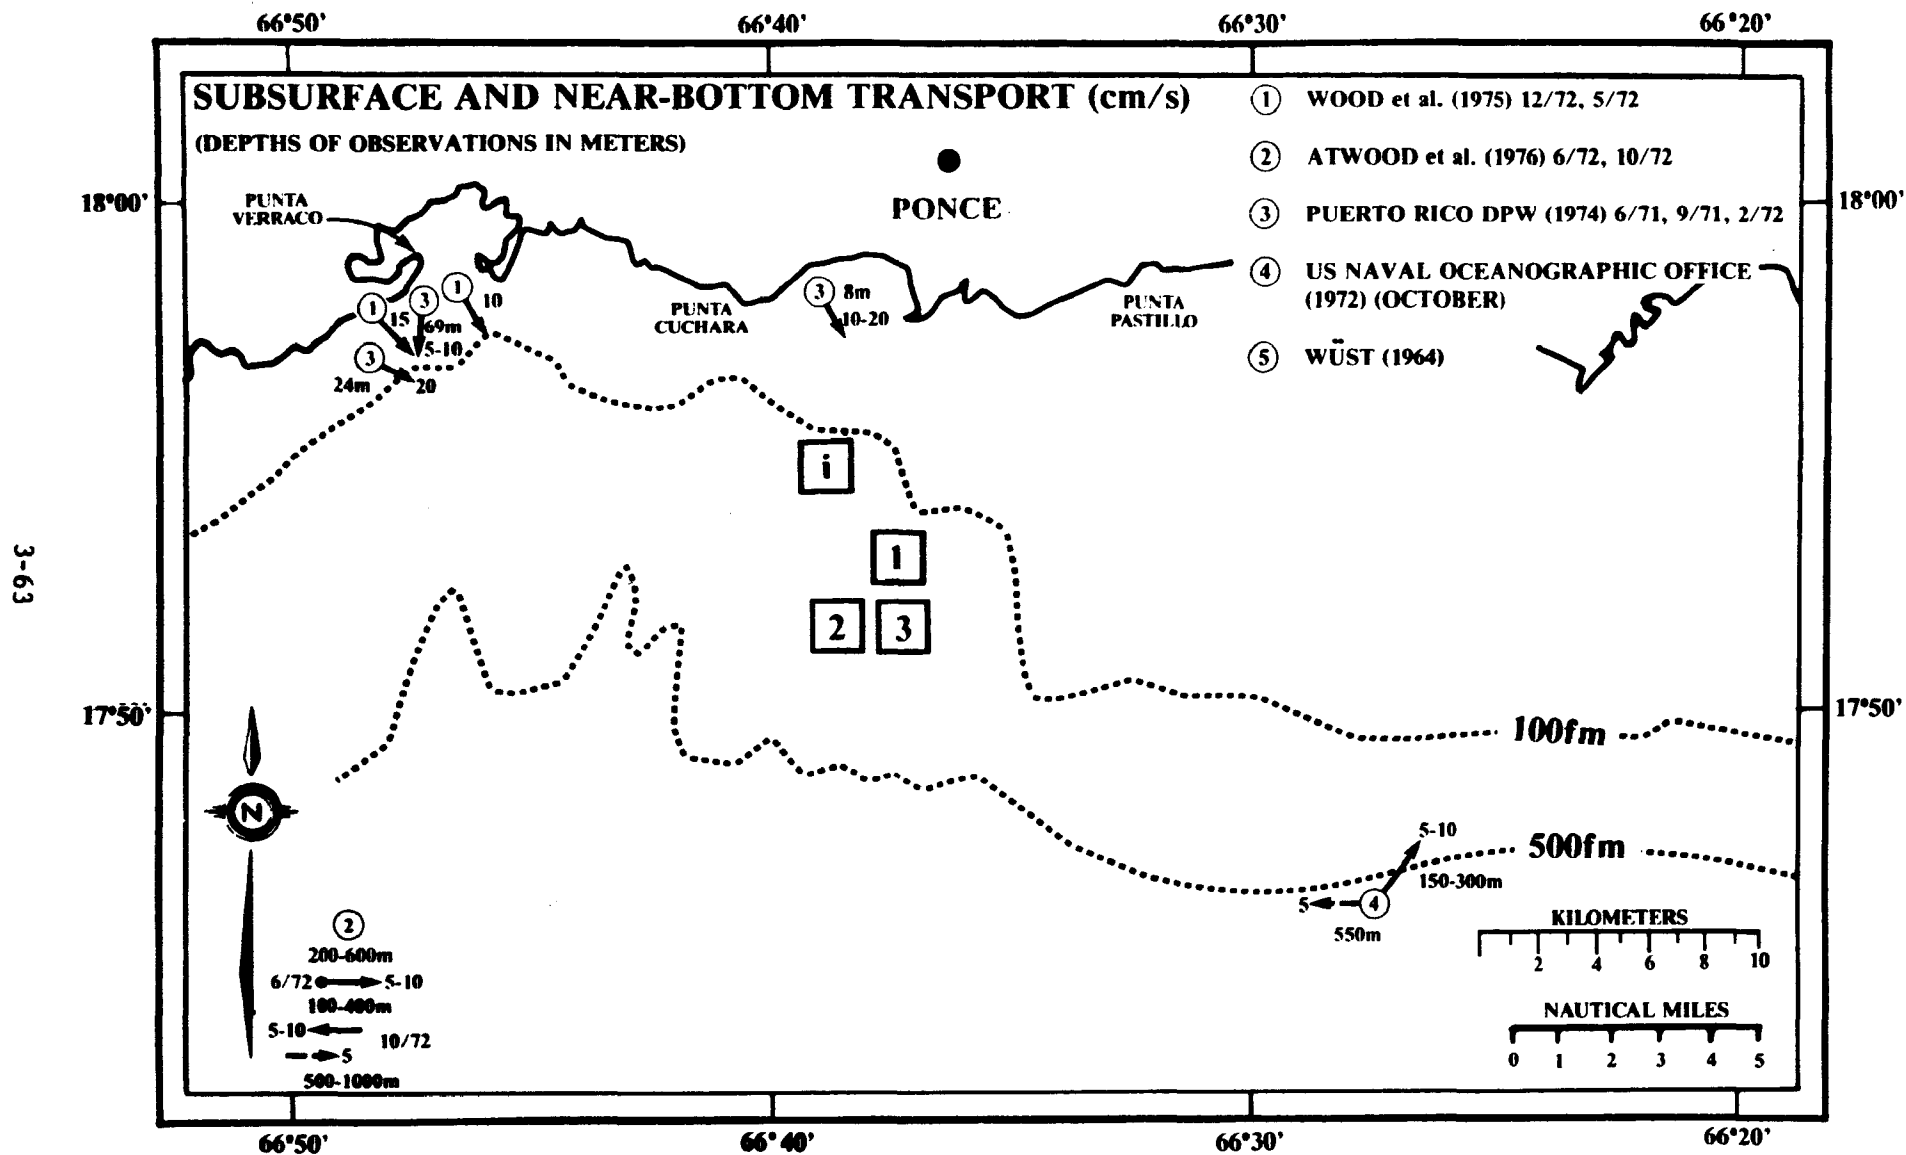 66°50'
66°40'
66°30'
66°20'
SUBSURFACE AND NEAR-BOTTOM TRANSPORT (cm/s)
(DEPTHS OF OBSERVATIONS IN METERS)
1 WOOD et al. (1975) 12/72, 5/72
2 ATWOOD et al. (1976) 6/72, 10/72
3 PUERTO RICO DPW (1974) 6/71, 9/71, 2/72
4 US NAVAL OCEANOGRAPHIC OFFICE
(1972) (OCTOBER)
5 WÜST (1964)
18°00'
18°00'
PUNTA
VERRACO
PONCE
1
15
3
69m
5-10
1
10
3
24m
20
PUNTA
CUCHARA
3
8m
10-20
PUNTA
PASTILLO
i
1
2
3
3-63
17°50'
17°50'
100fm
500fm
N
5-10
150-300m
5
4
550m
2
200-600m
6/72
5-10
100-400m
5-10
10/72
5
500-1000m
KILOMETERS
2 4 6 8 10
NAUTICAL MILES
0 1 2 3 4 5
66°50'
66°40'
66°30'
66°20'